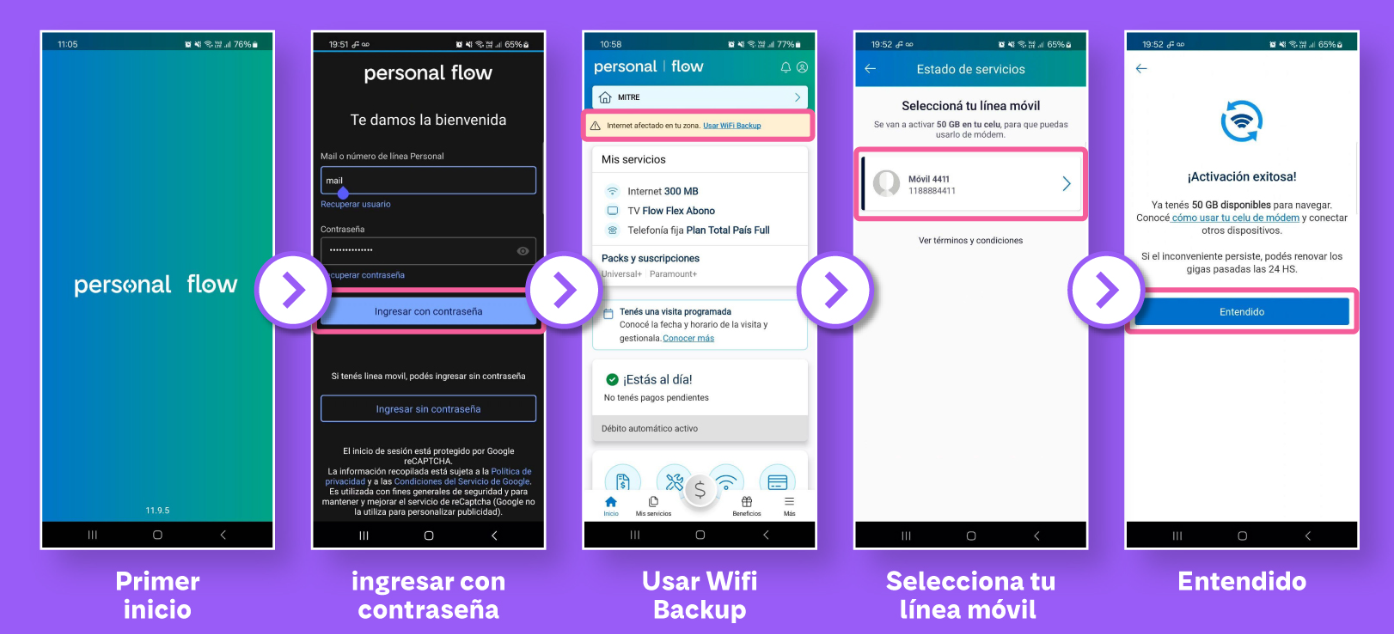 11:05
76%
personal flow
11.9.5
Primer
inicio
19:51
65%
personal flow
Te damos la bienvenida
Mail o número de línea Personal
mail
Recuperar usuario
Contraseña
••••••••••••••
cuperar contraseña
Ingresar con contraseña
Si tenés linea movil, podés ingresar sin contraseña
Ingresar sin contraseña
El inicio de sesión está protegido por Google
reCAPTCHA.
La información recopilada está sujeta a la Política de
privacidad y a las Condiciones del Servicio de Google.
Es utilizada con fines generales de seguridad y para
mantener y mejorar el servicio de reCaptcha (Google no
la utiliza para personalizar publicidad).
ingresar con
contraseña
10:58
77%
personal | flow
MITRE
Internet afectado en tu zona. Usar WiFi Backup
Mis servicios
Internet 300 MB
TV Flow Flex Abono
Telefonía fija Plan Total País Full
Packs y suscripciones
Universal+ Paramount+
Tenés una visita programada
Conocé la fecha y horario de la visita y
gestionala. Conocer más
¡Estás al día!
No tenés pagos pendientes
Débito automático activo
$
Inicio Mis servicios Beneficios Más
Usar Wifi
Backup
19:52
65%
Estado de servicios
Seleccioná tu línea móvil
Se van a activar 50 GB en tu celu, para que puedas
usarlo de módem.
Móvil 4411
1188884411
Ver términos y condiciones
Selecciona tu
línea móvil
19:52
65%
¡Activación exitosa!
Ya tenés 50 GB disponibles para navegar.
Conocé cómo usar tu celu de módem y conectar
otros dispositivos.
Si el inconveniente persiste, podés renovar los
gigas pasadas las 24 HS.
Entendido
Entendido